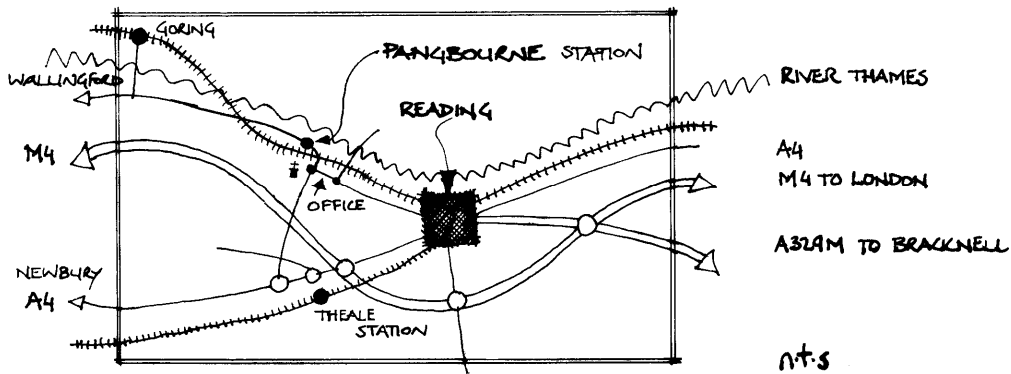 GORING
PANGBOURNE STATION
WALLINGFORD
RIVER THAMES
READING
M4
A4
M4 TO LONDON
OFFICE
A329M TO BRACKNELL
NEWBURY
A4
THEALE
STATION
n.t.s